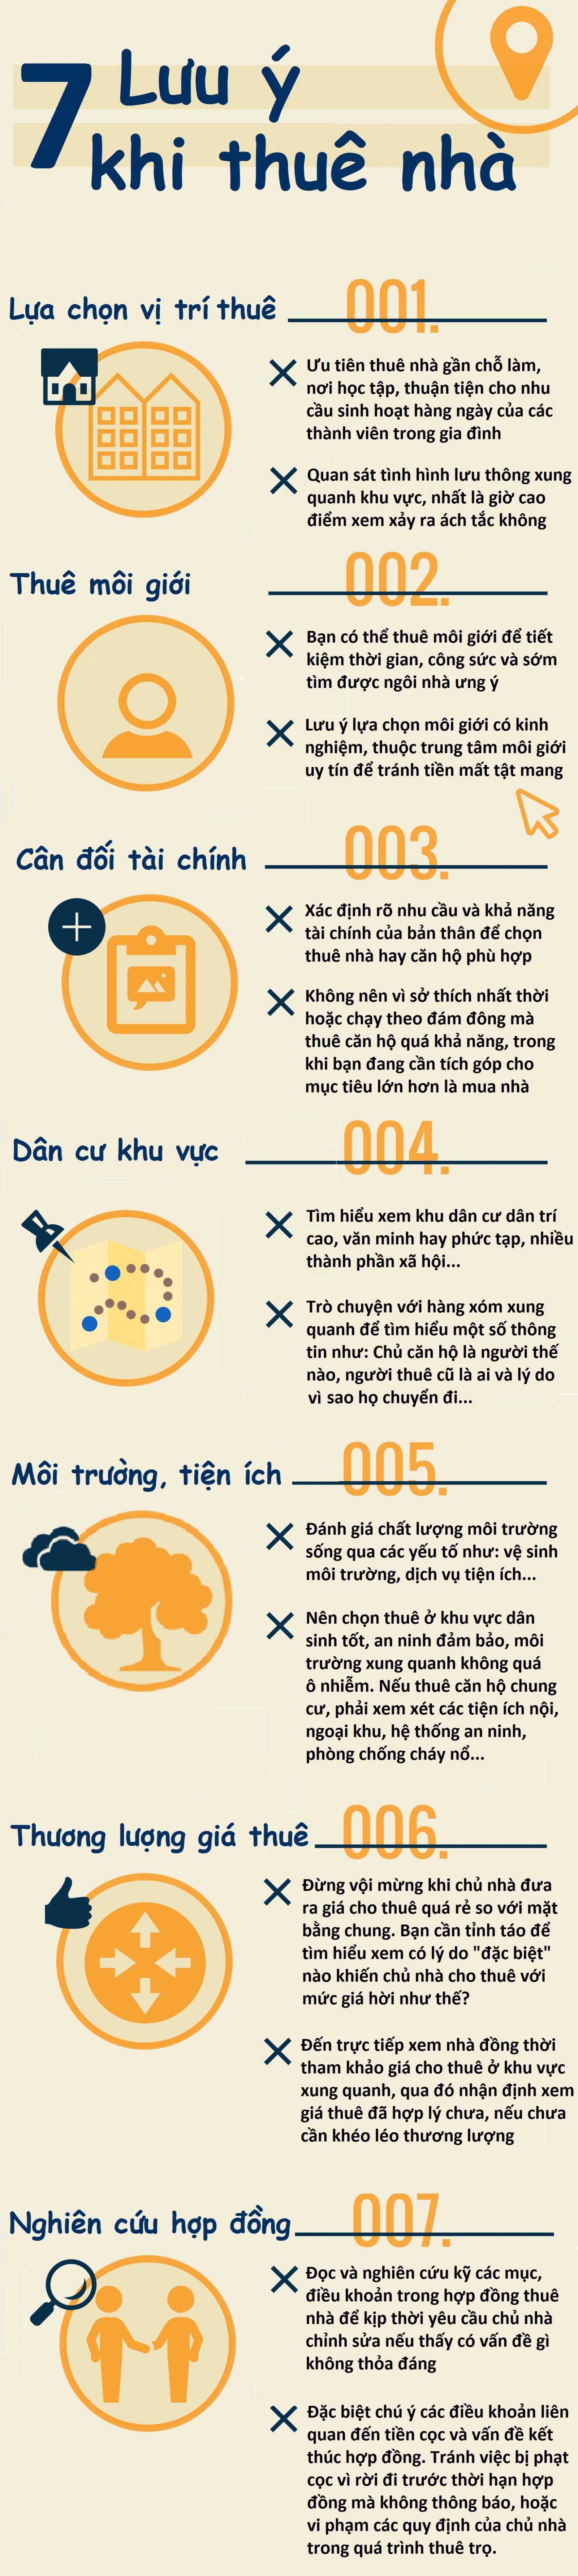 7 Lưu ý
khi thuê nhà
Lựa chọn vị trí thuê
001.
Ưu tiên thuê nhà gần chỗ làm,
nơi học tập, thuận tiện cho nhu
cầu sinh hoạt hàng ngày của các
thành viên trong gia đình
Quan sát tình hình lưu thông xung
quanh khu vực, nhất là giờ cao
điểm xem xảy ra ách tắc không
Thuê môi giới
002.
Bạn có thể thuê môi giới để tiết
kiệm thời gian, công sức và sớm
tìm được ngôi nhà ưng ý
Lưu ý lựa chọn môi giới có kinh
nghiệm, thuộc trung tâm môi giới
uy tín để tránh tiền mất tật mang
Cân đối tài chính
003.
Xác định rõ nhu cầu và khả năng
tài chính của bản thân để chọn
thuê nhà hay căn hộ phù hợp
Không nên vì sở thích nhất thời
hoặc chạy theo đám đông mà
thuê căn hộ quá khả năng, trong
khi bạn đang cần tích góp cho
mục tiêu lớn hơn là mua nhà
Dân cư khu vực
004.
Tìm hiểu xem khu dân cư dân trí
cao, văn minh hay phức tạp, nhiều
thành phần xã hội...
Trò chuyện với hàng xóm xung
quanh để tìm hiểu một số thông
tin như: Chủ căn hộ là người thế
nào, người thuê cũ là ai và lý do
vì sao họ chuyển đi...
Môi trường, tiện ích
005.
Đánh giá chất lượng môi trường
sống qua các yếu tố như: vệ sinh
môi trường, dịch vụ tiện ích...
Nên chọn thuê ở khu vực dân
sinh tốt, an ninh đảm bảo, môi
trường xung quanh không quá
ô nhiễm. Nếu thuê căn hộ chung
cư, phải xem xét các tiện ích nội,
ngoại khu, hệ thống an ninh,
phòng chống cháy nổ...
Thương lượng giá thuê
006.
Đừng vội mừng khi chủ nhà đưa
ra giá cho thuê quá rẻ so với mặt
bằng chung. Bạn cần tỉnh táo để
tìm hiểu xem có lý do "đặc biệt"
nào khiến chủ nhà cho thuê với
mức giá hời như thế?
Đến trực tiếp xem nhà đồng thời
tham khảo giá cho thuê ở khu vực
xung quanh, qua đó nhận định xem
giá thuê đã hợp lý chưa, nếu chưa
cần khéo léo thương lượng
Nghiên cứu hợp đồng
007.
Đọc và nghiên cứu kỹ các mục,
điều khoản trong hợp đồng thuê
nhà để kịp thời yêu cầu chủ nhà
chỉnh sửa nếu thấy có vấn đề gì
không thỏa đáng
Đặc biệt chú ý các điều khoản liên
quan đến tiền cọc và vấn đề kết
thúc hợp đồng. Tránh việc bị phạt
cọc vì rời đi trước thời hạn hợp
đồng mà không thông báo, hoặc
vi phạm các quy định của chủ nhà
trong quá trình thuê trọ.